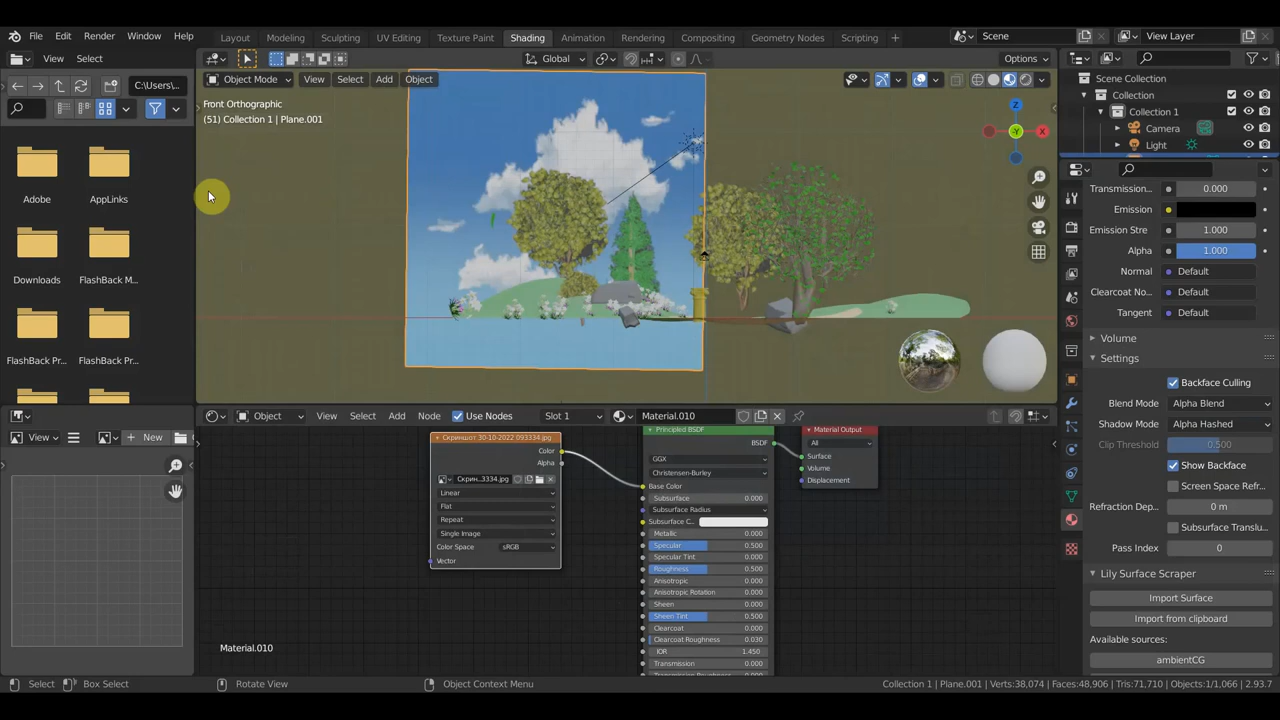 File Edit Render Window Help Layout Modeling Sculpting UV Editing Texture Paint Shading Animation Rendering Compositing Geometry Nodes Scripting + Scene View Layer
View Select Global Options
C:\Users\... Object Mode View Select Add Object
Front Orthographic
(51) Collection 1 | Plane.001
Scene Collection
Collection
Collection 1
Camera
Light
Z
X
-Y
Adobe AppLinks
Downloads FlashBack M...
FlashBack Pr... FlashBack Pr...
Transmission... 0.000
Emission
Emission Stre 1.000
Alpha 1.000
Normal Default
Clearcoat No... Default
Tangent Default
Volume
Settings
Backface Culling
Blend Mode Alpha Blend
Shadow Mode Alpha Hashed
Clip Threshold 0.500
Show Backface
Screen Space Refr...
Refraction Dep... 0 m
Subsurface Translu...
Pass Index 0
Lily Surface Scraper
Import Surface
Import from clipboard
Available sources:
ambientCG
View New
Object View Select Add Node Use Nodes Slot 1 Material.010
Скриншот 30-10-2022 093334.jpg
Color
Alpha
Скрин...3334.jpg
Linear
Flat
Repeat
Single Image
Color Space sRGB
Vector
Principled BSDF
BSDF
GGX
Christensen-Burley
Base Color
Subsurface 0.000
Subsurface Radius
Subsurface C...
Metallic 0.000
Specular 0.500
Specular Tint 0.000
Roughness 0.500
Anisotropic 0.000
Anisotropic Rotation 0.000
Sheen 0.000
Sheen Tint 0.500
Clearcoat 0.000
Clearcoat Roughness 0.030
IOR 1.450
Transmission 0.000
Material Output
All
Surface
Volume
Displacement
Material.010
Select Box Select Rotate View Object Context Menu Collection 1 | Plane.001 | Verts:38,074 | Faces:48,906 | Tris:71,710 | Objects:1/1,066 | 2.93.7